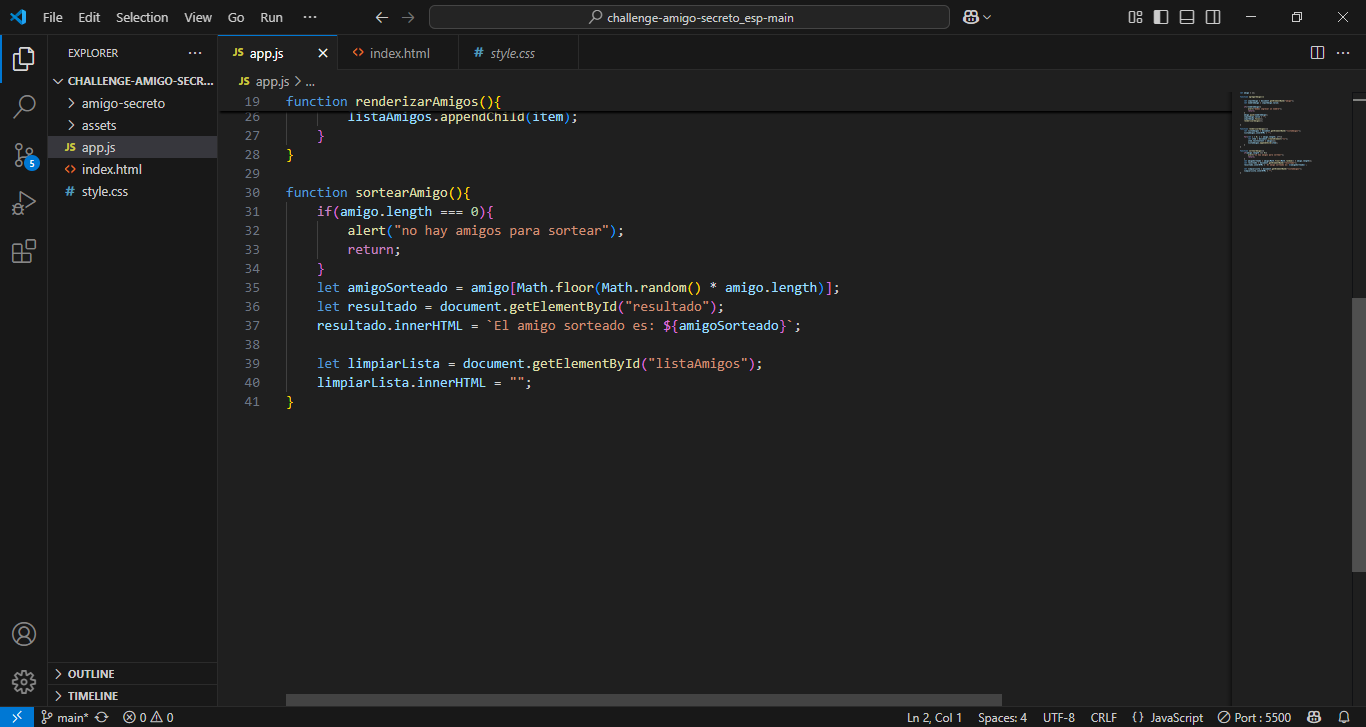 File Edit Selection View Go Run ··· challenge-amigo-secreto_esp-main
EXPLORER ···
CHALLENGE-AMIGO-SECR...
amigo-secreto
assets
JS app.js
index.html
# style.css
OUTLINE
TIMELINE
JS app.js index.html # style.css
JS app.js > ...
19 function renderizarAmigos(){
26 listaAmigos.appendChild(item);
27 }
28 }
29
30 function sortearAmigo(){
31 if(amigo.length === 0){
32 alert("no hay amigos para sortear");
33 return;
34 }
35 let amigoSorteado = amigo[Math.floor(Math.random() * amigo.length)];
36 let resultado = document.getElementById("resultado");
37 resultado.innerHTML = `El amigo sorteado es: ${amigoSorteado}`;
38
39 let limpiarLista = document.getElementById("listaAmigos");
40 limpiarLista.innerHTML = "";
41 }
5
main* 0 0 Ln 2, Col 1 Spaces: 4 UTF-8 CRLF {} JavaScript Port : 5500